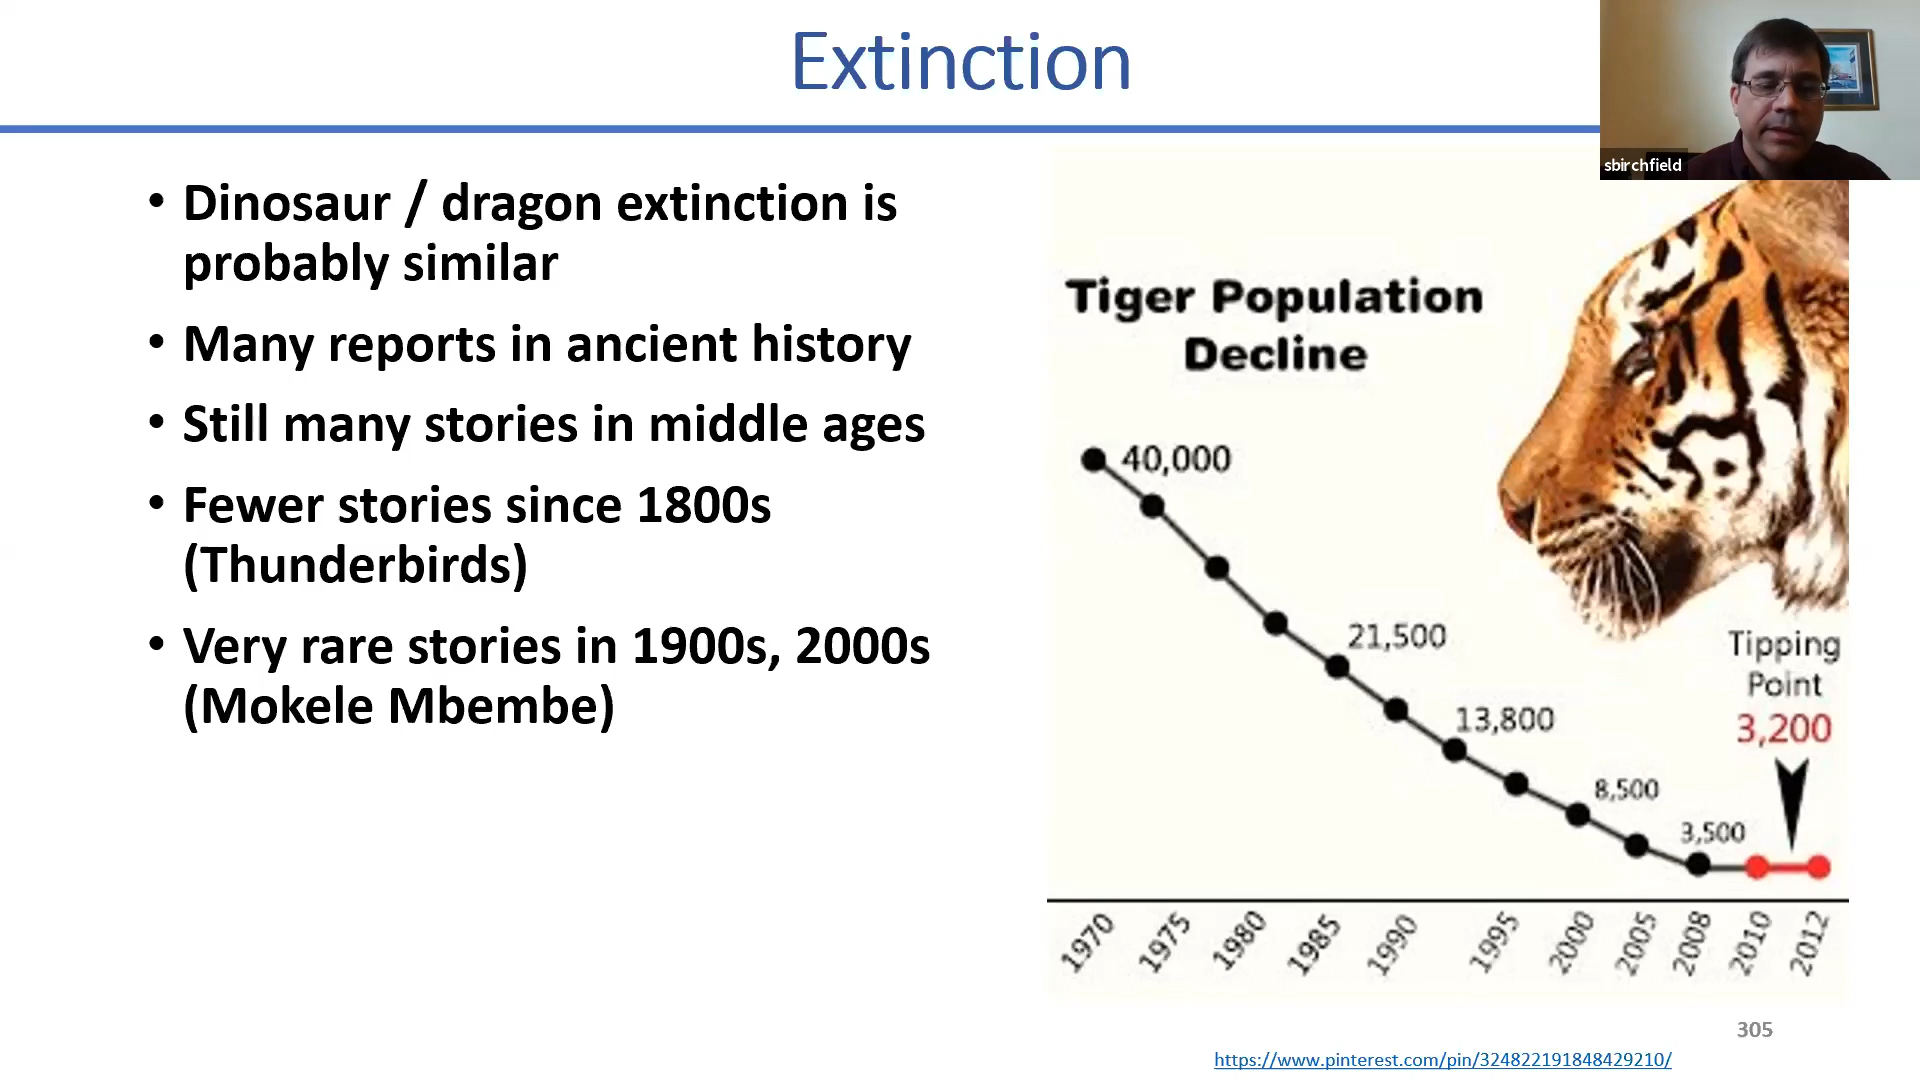 Extinction
sbirchfield
• Dinosaur / dragon extinction is
probably similar
• Many reports in ancient history
• Still many stories in middle ages
• Fewer stories since 1800s
(Thunderbirds)
• Very rare stories in 1900s, 2000s
(Mokele Mbembe)
Tiger Population
Decline
40,000
21,500
13,800
8,500
3,500
Tipping
Point
3,200
1970
1975
1980
1985
1990
1995
2000
2005
2008
2010
2012
305
https://www.pinterest.com/pin/324822191848429210/